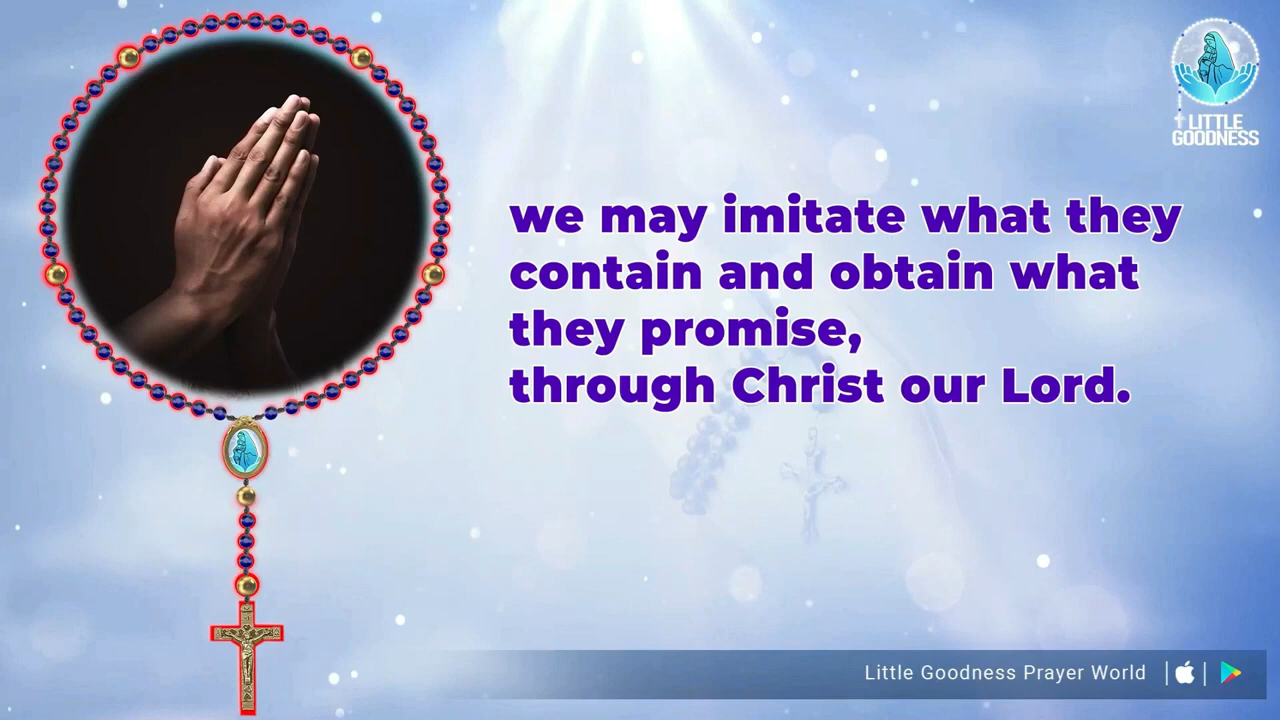 LITTLE
GOODNESS
we may imitate what they
contain and obtain what
they promise,
through Christ our Lord.
Little Goodness Prayer World